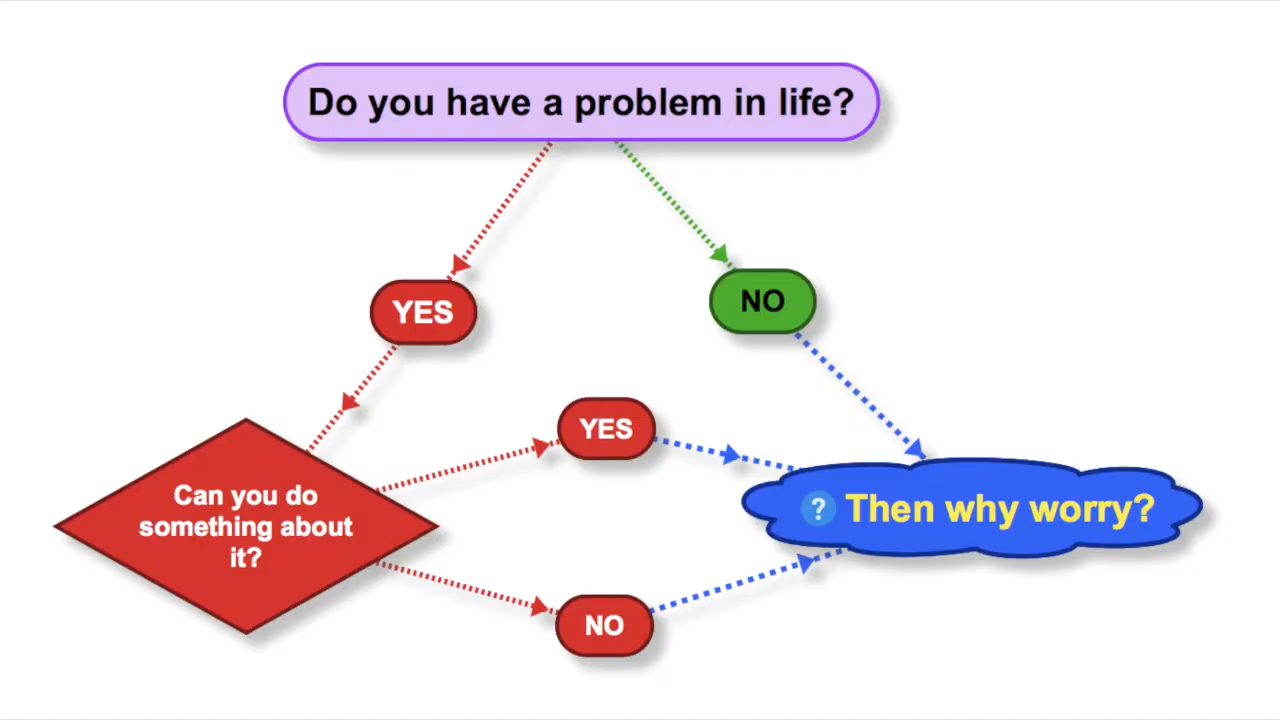 Do you have a problem in life?
YES
NO
YES
Can you do
something about
it?
? Then why worry?
NO